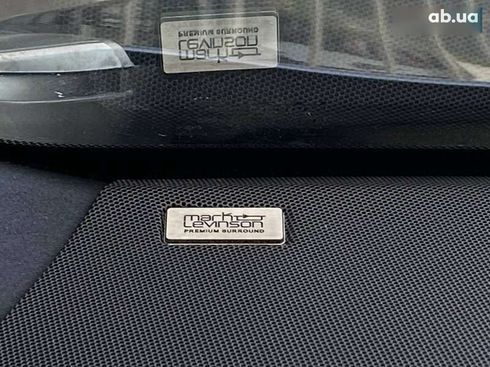 ab.ua
mark
Levinson
PREMIUM SURROUND
mark
Levinson
PREMIUM SURROUND